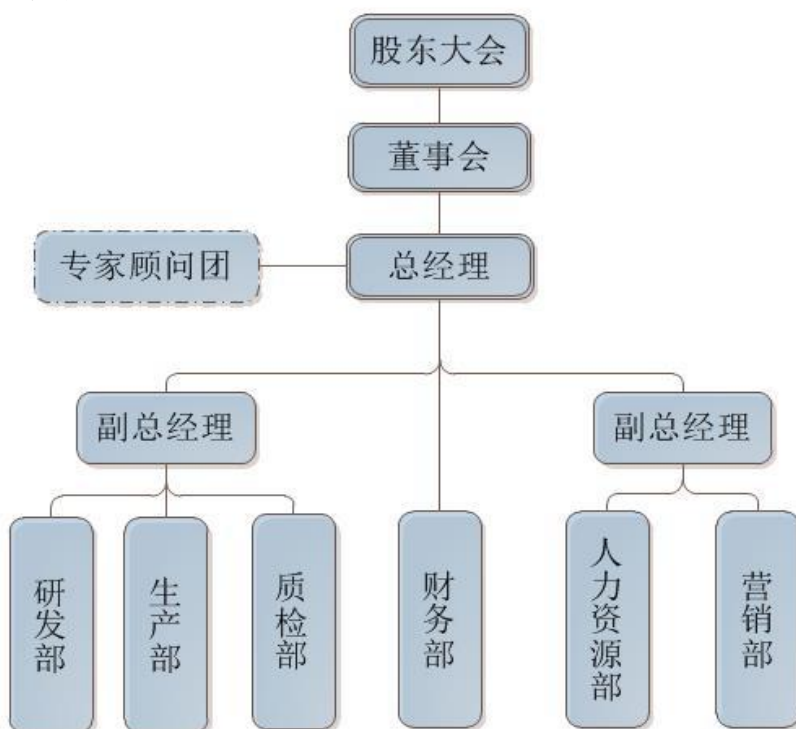 股东大会
董事会
专家顾问团
总经理
副总经理
副总经理
研发部
生产部
质检部
财务部
人力资源部
营销部